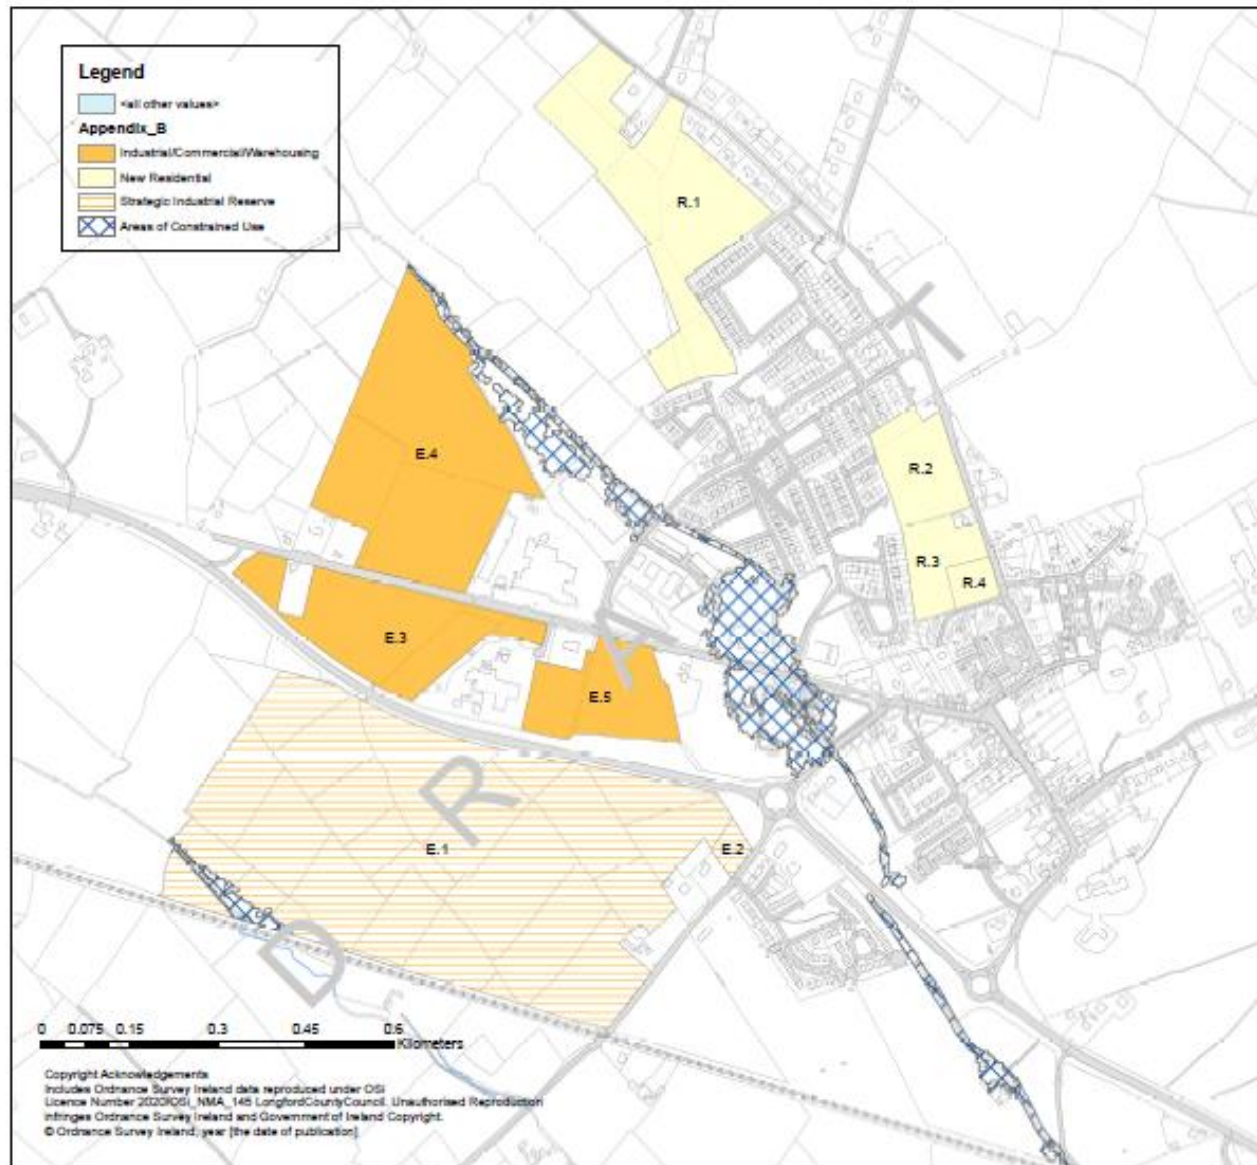 Legend
<all other values>
Appendix_B
Industrial/Commercial/Warehousing
New Residential
Strategic Industrial Reserve
Areas of Constrained Use
R.1
R.2
R.3
R.4
E.4
E.3
E.5
E.1
E.2
DRAFT
0 0.075 0.15 0.3 0.45 0.6
Kilometers
Copyright Acknowledgements
Includes Ordnance Survey Ireland data reproduced under OSi
Licence Number 2020/OSi_NMA_145 LongfordCountyCouncil. Unauthorised Reproduction
infringes Ordnance Survey Ireland and Government of Ireland Copyright.
© Ordnance Survey Ireland, year [the date of publication]